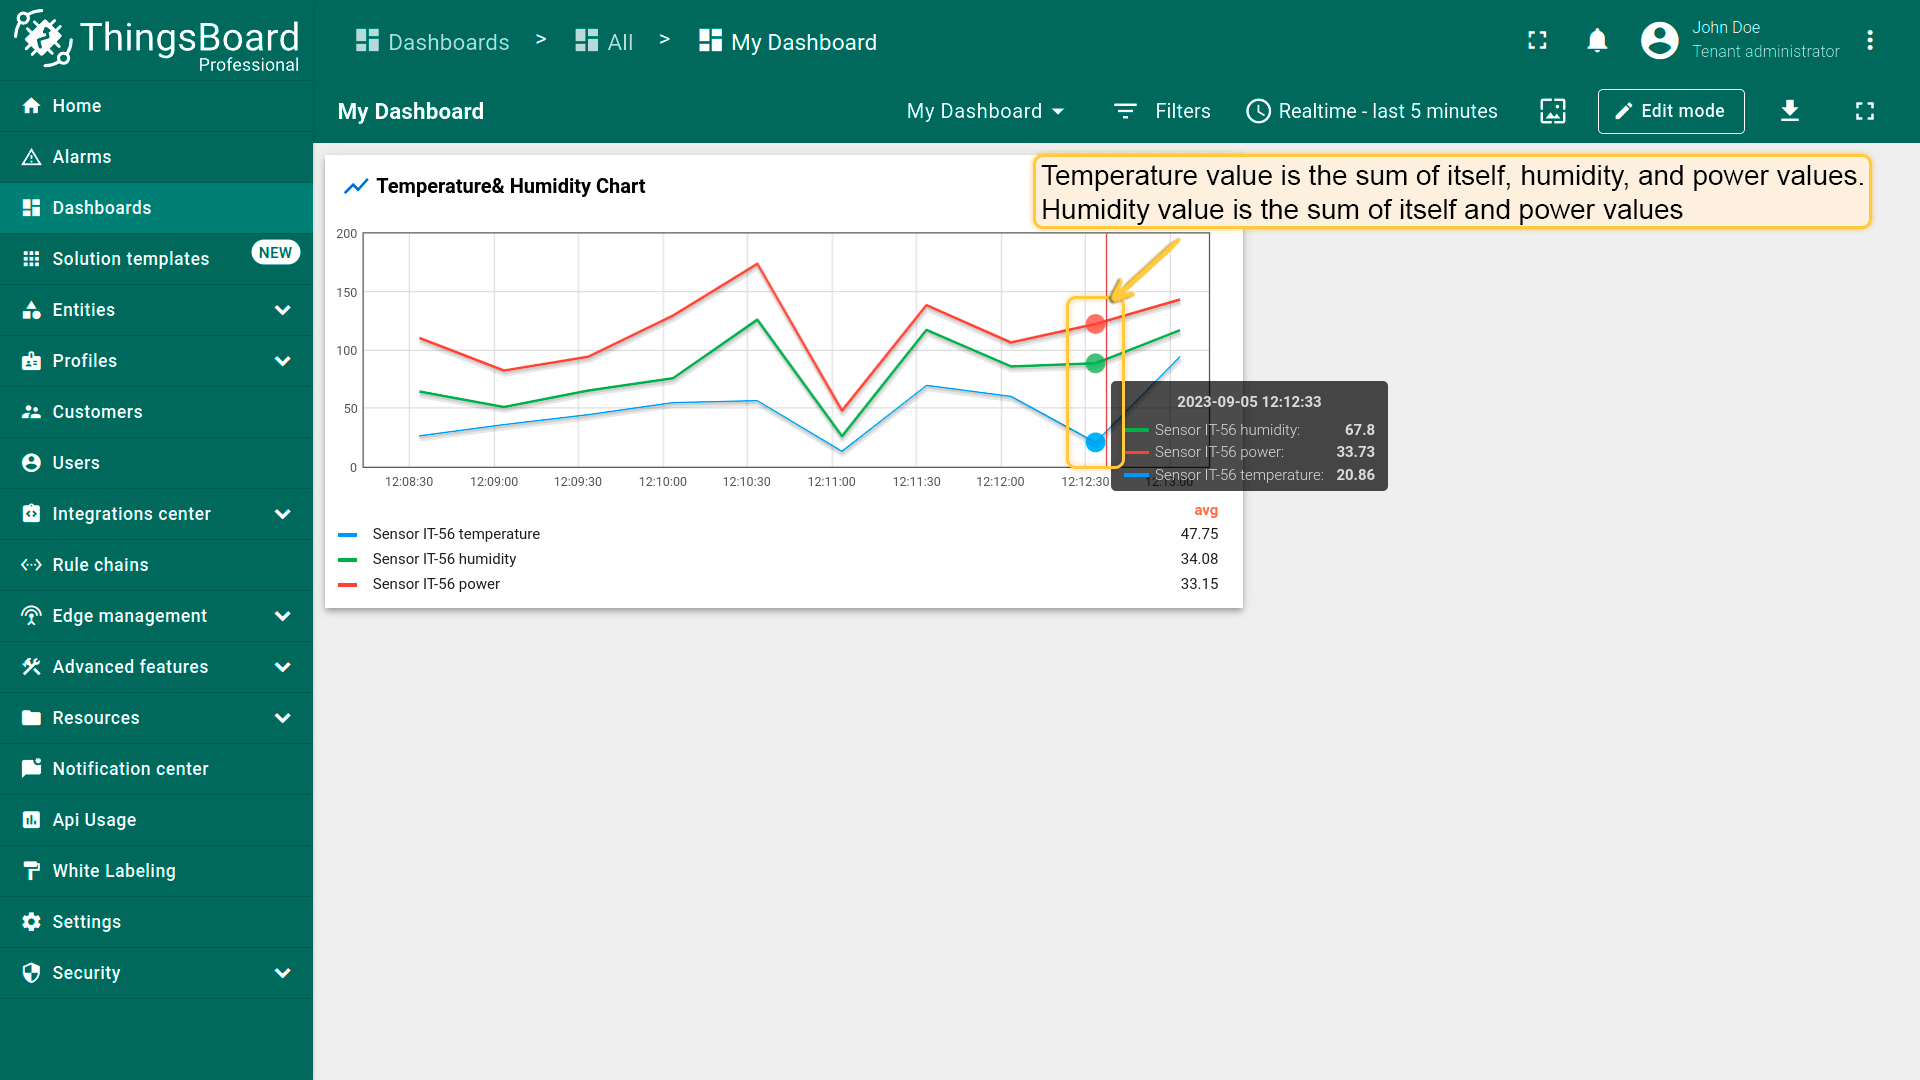 ThingsBoard
Professional
Dashboards > All > My Dashboard
John Doe
Tenant administrator
Home
Alarms
Dashboards
Solution templates NEW
Entities
Profiles
Customers
Users
Integrations center
Rule chains
Edge management
Advanced features
Resources
Notification center
Api Usage
White Labeling
Settings
Security
My Dashboard
My Dashboard
Filters
Realtime - last 5 minutes
Edit mode
Temperature& Humidity Chart
Temperature value is the sum of itself, humidity, and power values.
Humidity value is the sum of itself and power values
200
150
100
50
0
12:08:30 12:09:00 12:09:30 12:10:00 12:10:30 12:11:00 12:11:30 12:12:00 12:12:30 12:13:00
2023-09-05 12:12:33
Sensor IT-56 humidity: 67.8
Sensor IT-56 power: 33.73
Sensor IT-56 temperature: 20.86
avg
Sensor IT-56 temperature 47.75
Sensor IT-56 humidity 34.08
Sensor IT-56 power 33.15